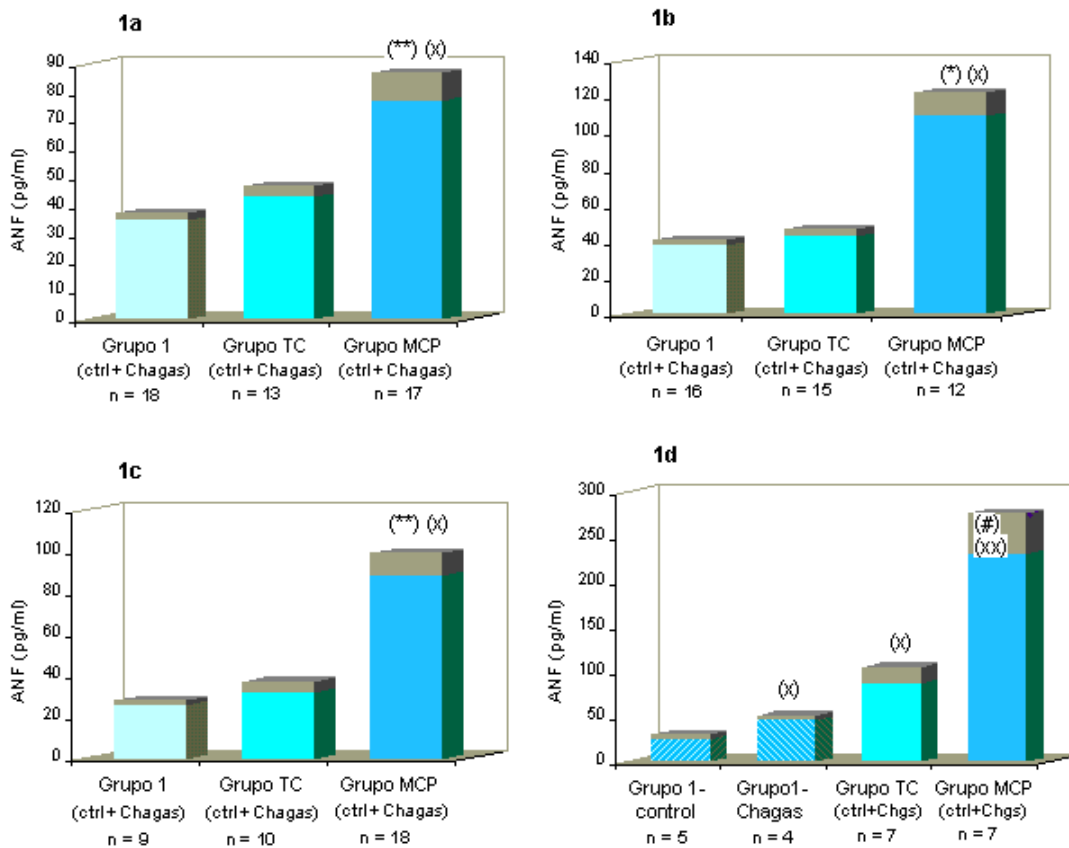 1a
(**) (x)
ANF (pg/ml)
90
80
70
60
50
40
30
20
10
0
Grupo 1 Grupo TC Grupo MCP
(ctrl+ Chagas) (ctrl+ Chagas) (ctrl+ Chagas)
n = 18 n = 13 n = 17
1b
(*) (x)
ANF (pg/ml)
140
120
100
80
60
40
20
0
Grupo 1 Grupo TC Grupo MCP
(ctrl + Chagas) (ctrl + Chagas) (ctrl + Chagas)
n = 16 n = 15 n = 12
1c
(**) (x)
ANF (pg/ml)
120
100
80
60
40
20
0
Grupo 1 Grupo TC Grupo MCP
(ctrl+ Chagas) (ctrl+ Chagas) (ctrl+ Chagas)
n = 9 n = 10 n = 18
1d
(#)
(xx)
(x)
(x)
ANF (pg/ml)
300
250
200
150
100
50
0
Grupo 1- Grupo1- Grupo TC Grupo MCP
control Chagas (ctrl+Chgs) (ctrl+Chgs)
n = 5 n = 4 n = 7 n = 7